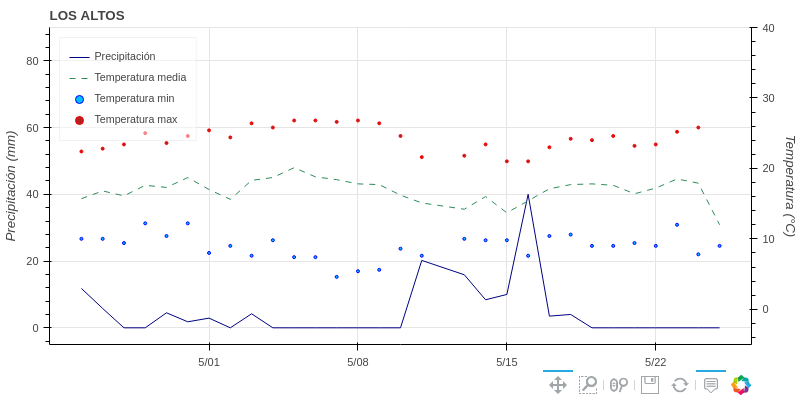 LOS ALTOS
Precipitación
Temperatura media
Temperatura min
Temperatura max
Precipitación (mm)
80
60
40
20
0
Temperatura (°C)
40
30
20
10
0
5/01
5/08
5/15
5/22